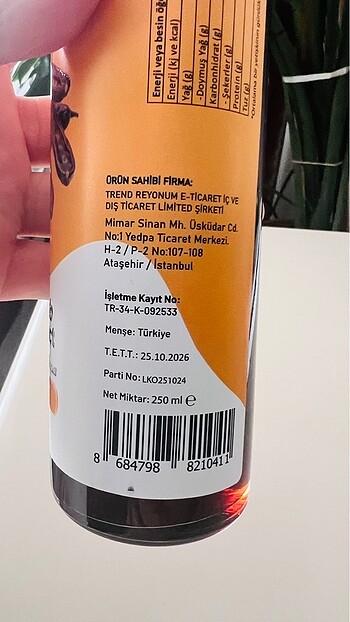 Enerji veya besin
Enerji (kj ve kcal)
Yağ (g)
- Doymuş Yağ (g)
Karbonhidrat (g)
- Şekerler (g)
Protein (g)
Tuz (g)
ÜRÜN SAHİBİ FİRMA:
TREND REYONUM E-TİCARET İÇ VE
DIŞ TİCARET LİMİTED ŞİRKETİ
Mimar Sinan Mh. Üsküdar Cd.
No:1 Yedpa Ticaret Merkezi.
H-2 / P-2 No:107-108
Ataşehir / İstanbul
İşletme Kayıt No:
TR-34-K-092533
Menşe: Türkiye
T.E.T.T.: 25.10.2026
Parti No: LKO251024
Net Miktar: 250 ml ℮
8 684798 821041